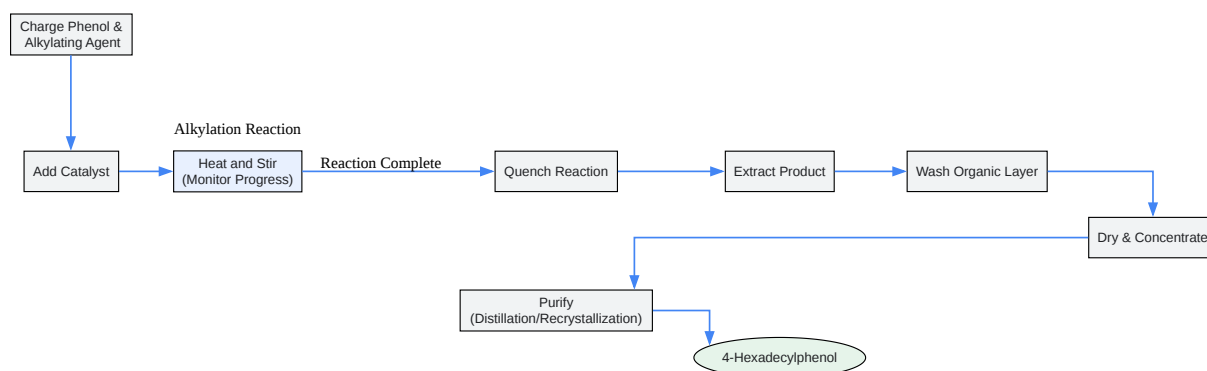 Charge Phenol &
Alkylating Agent
Alkylation Reaction
Add Catalyst
Heat and Stir
(Monitor Progress)
Reaction Complete
Quench Reaction
Extract Product
Wash Organic Layer
Dry & Concentrate
Purify
(Distillation/Recrystallization)
4-Hexadecylphenol